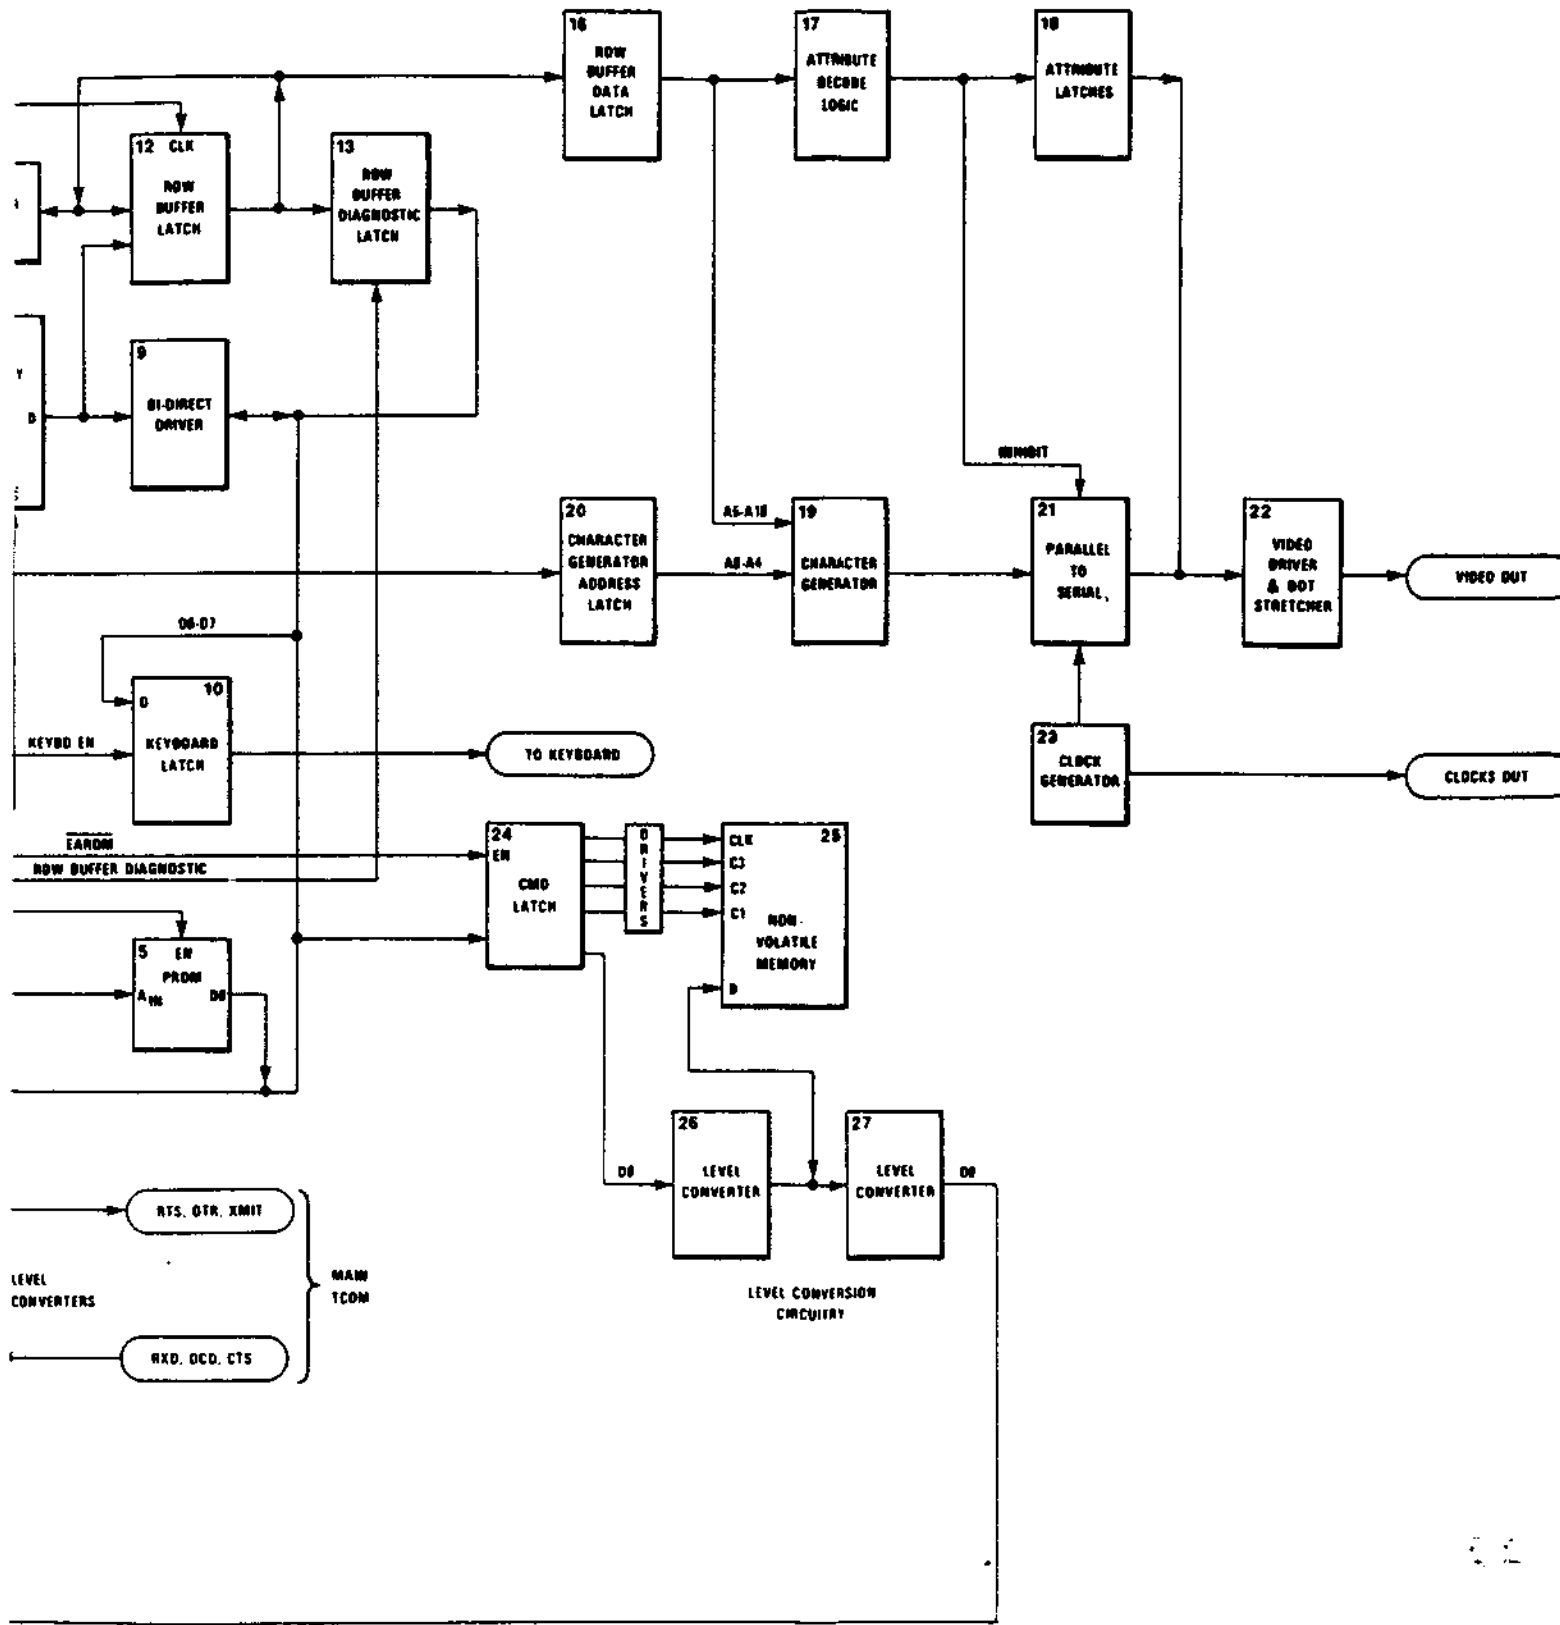 16
ROW
BUFFER
DATA
LATCH
17
ATTRIBUTE
DECODE
LOGIC
18
ATTRIBUTE
LATCHES
12 CLK
ROW
BUFFER
LATCH
13
ROW
BUFFER
DIAGNOSTIC
LATCH
Y
D
9
BI-DIRECT
DRIVER
INHIBIT
20
CHARACTER
GENERATOR
ADDRESS
LATCH
A5-A10
A0-A4
19
CHARACTER
GENERATOR
21
PARALLEL
TO
SERIAL
22
VIDEO
DRIVER
& DOT
STRETCHER
VIDEO OUT
D0-D7
10
D
KEYBD EN
KEYBOARD
LATCH
TO KEYBOARD
23
CLOCK
GENERATOR
CLOCKS OUT
EAROM
ROW BUFFER DIAGNOSTIC
24
EN
CMD
LATCH
DRIVERS
25
CLK
C3
C2
C1
NON-
VOLATILE
MEMORY
D
5 EN
PROM
A IN D0
26
D0
LEVEL
CONVERTER
27
LEVEL
CONVERTER
D0
LEVEL CONVERSION
CIRCUITRY
RTS, DTR, XMIT
LEVEL
CONVERTERS
MAIN
TCOM
RXD, DCD, CTS